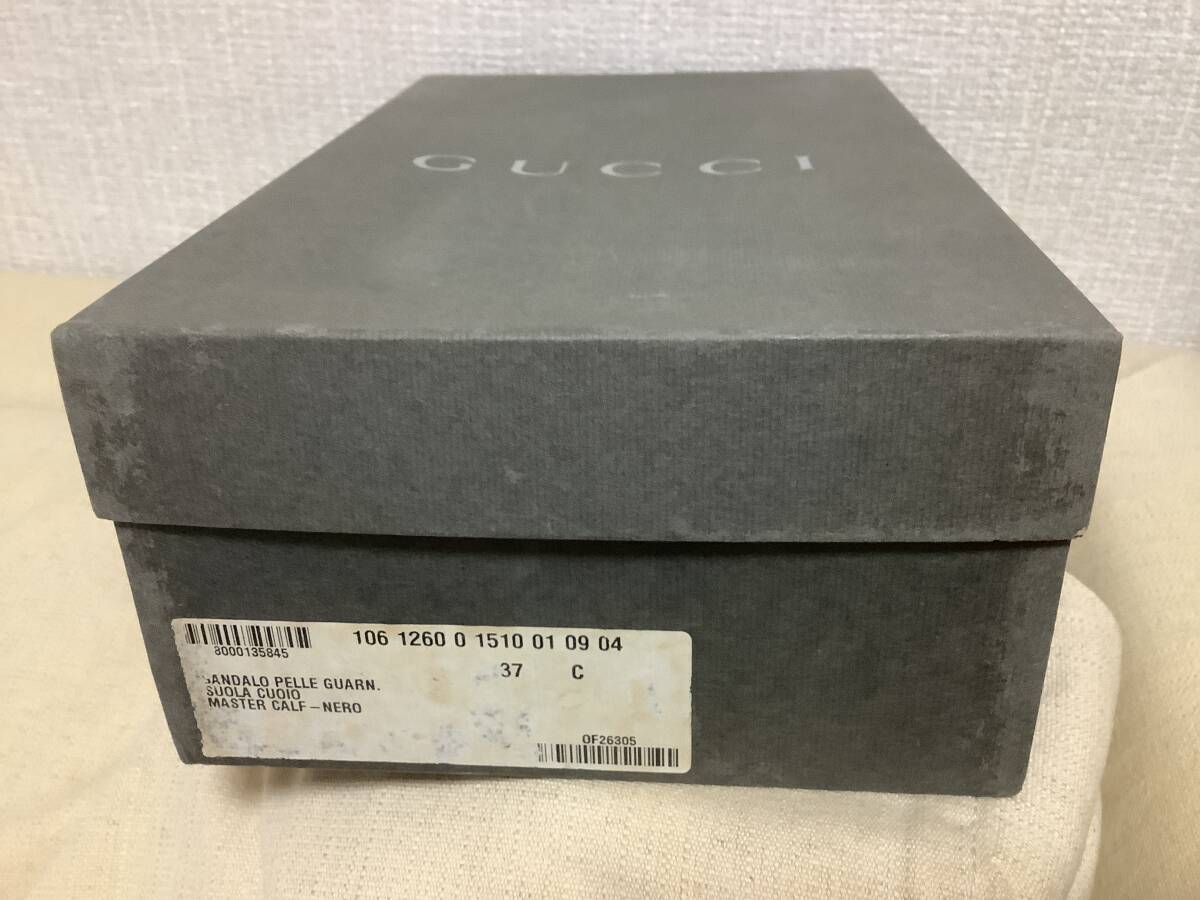 GUCCI
106 1260 0 1510 01 09 04
8000135845
37 C
SANDALO PELLE GUARN.
SUOLA CUOIO
MASTER CALF-NERO
OF26305